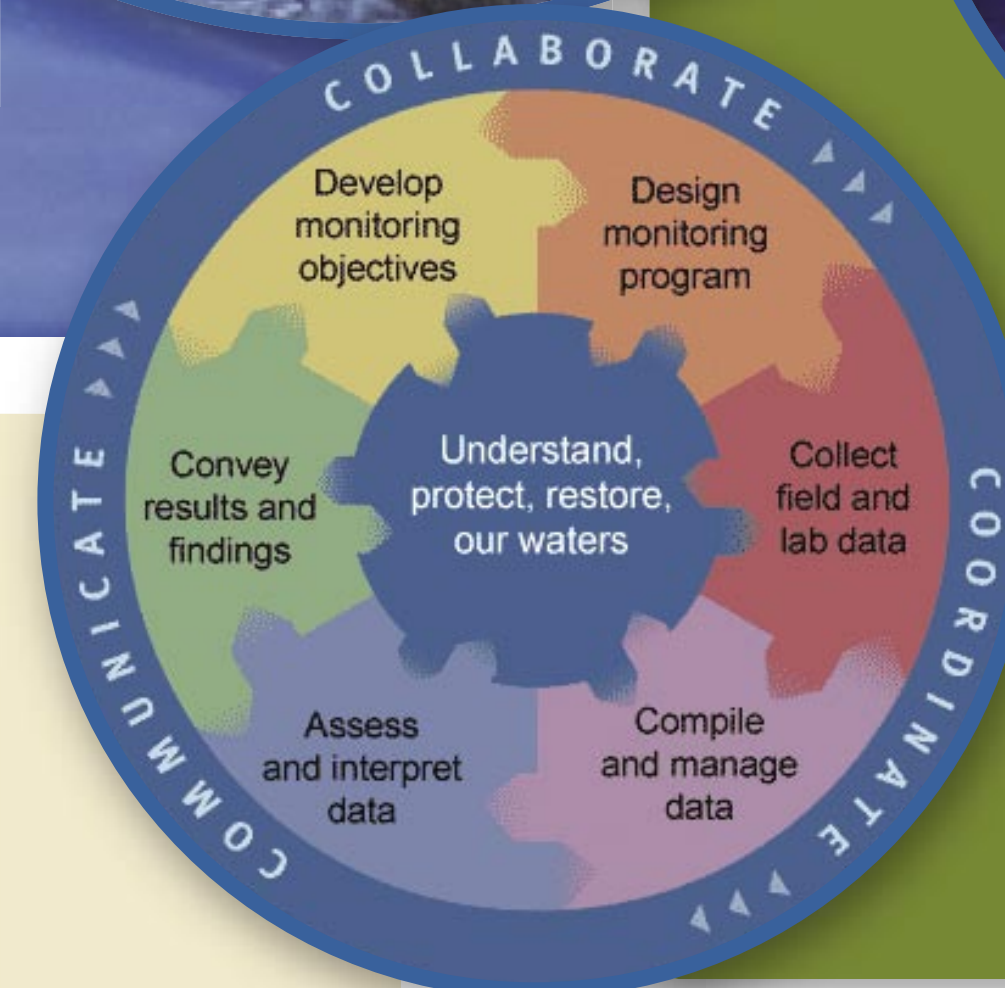 COLLABORATE
Develop
monitoring
objectives
Design
monitoring
program
Collect
field and
lab data
Compile
and manage
data
Assess
and interpret
data
Convey
results and
findings
Understand,
protect, restore,
our waters
COORDINATE
COMMUNICATE